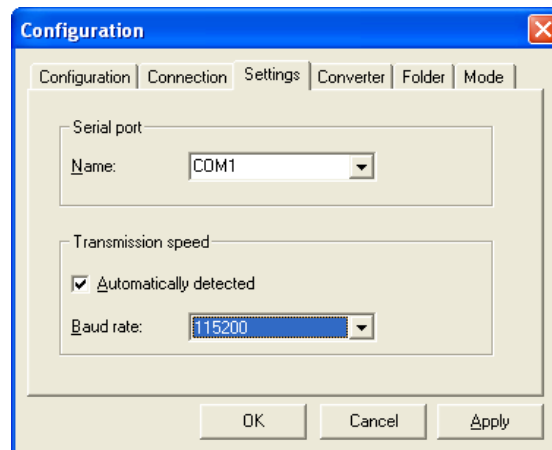 Configuration
Configuration Connection Settings Converter Folder Mode
Serial port
Name: COM1
Transmission speed
Automatically detected
Baud rate: 115200
OK Cancel Apply